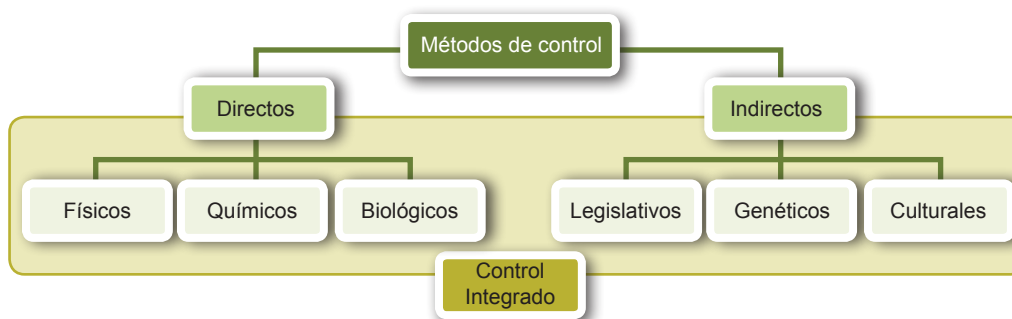 Métodos de control
Directos
Indirectos
Físicos
Químicos
Biológicos
Legislativos
Genéticos
Culturales
Control
Integrado